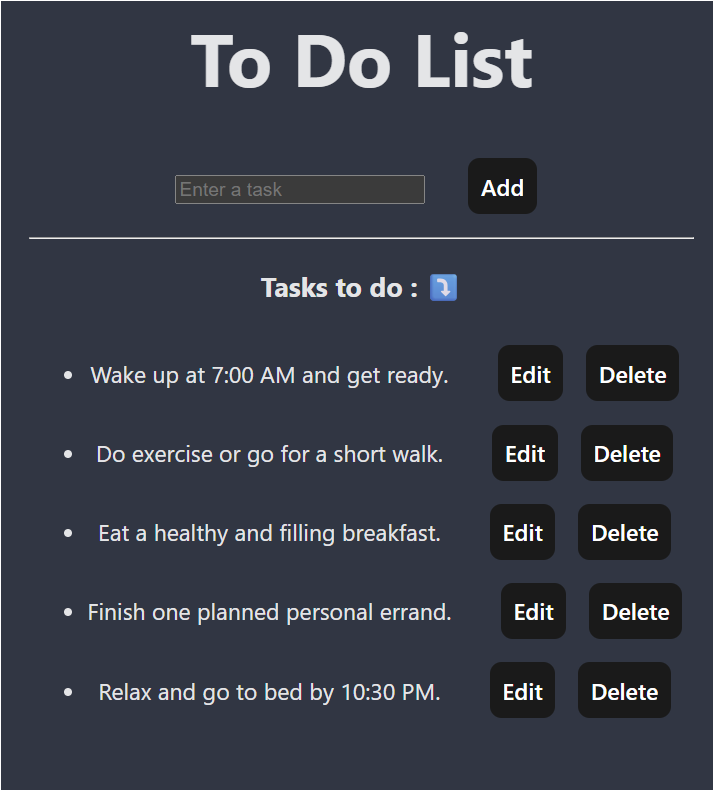 To Do List
Enter a task Add
Tasks to do : ⤵️
• Wake up at 7:00 AM and get ready. Edit Delete
• Do exercise or go for a short walk. Edit Delete
• Eat a healthy and filling breakfast. Edit Delete
• Finish one planned personal errand. Edit Delete
• Relax and go to bed by 10:30 PM. Edit Delete